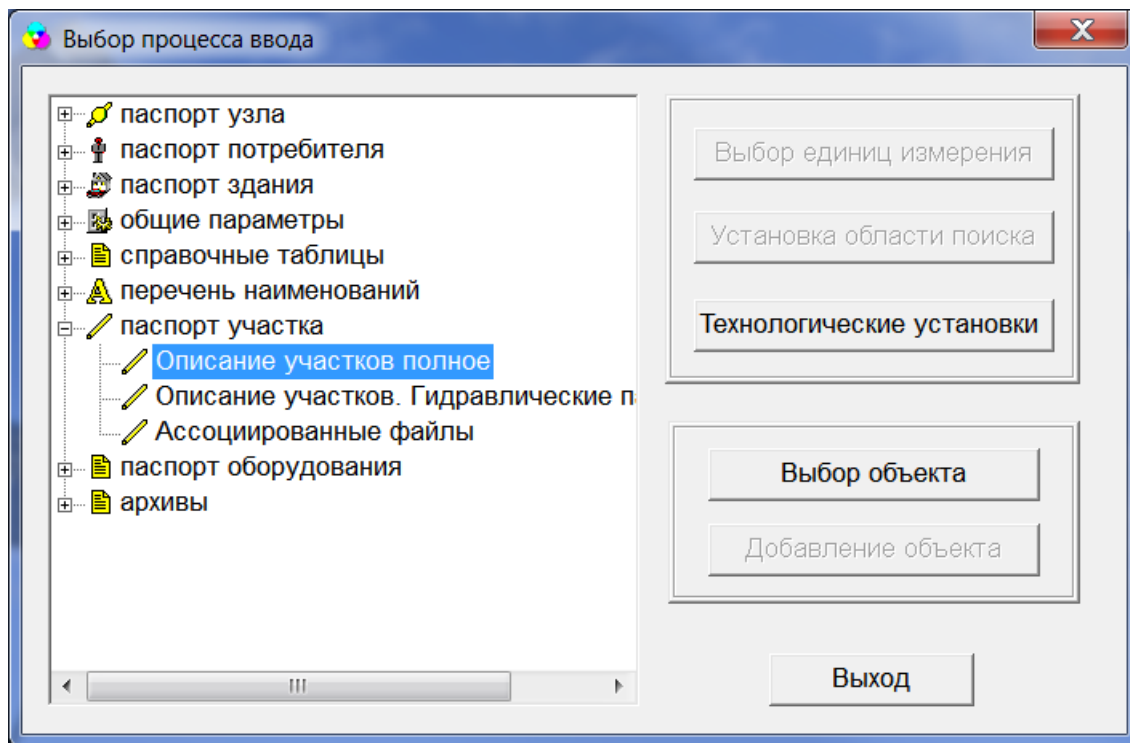 Выбор процесса ввода
паспорт узла
паспорт потребителя
паспорт здания
общие параметры
справочные таблицы
перечень наименований
паспорт участка
Описание участков полное
Описание участков. Гидравлические
Ассоциированные файлы
паспорт оборудования
архивы
Выбор единиц измерения
Установка области поиска
Технологические установки
Выбор объекта
Добавление объекта
Выход